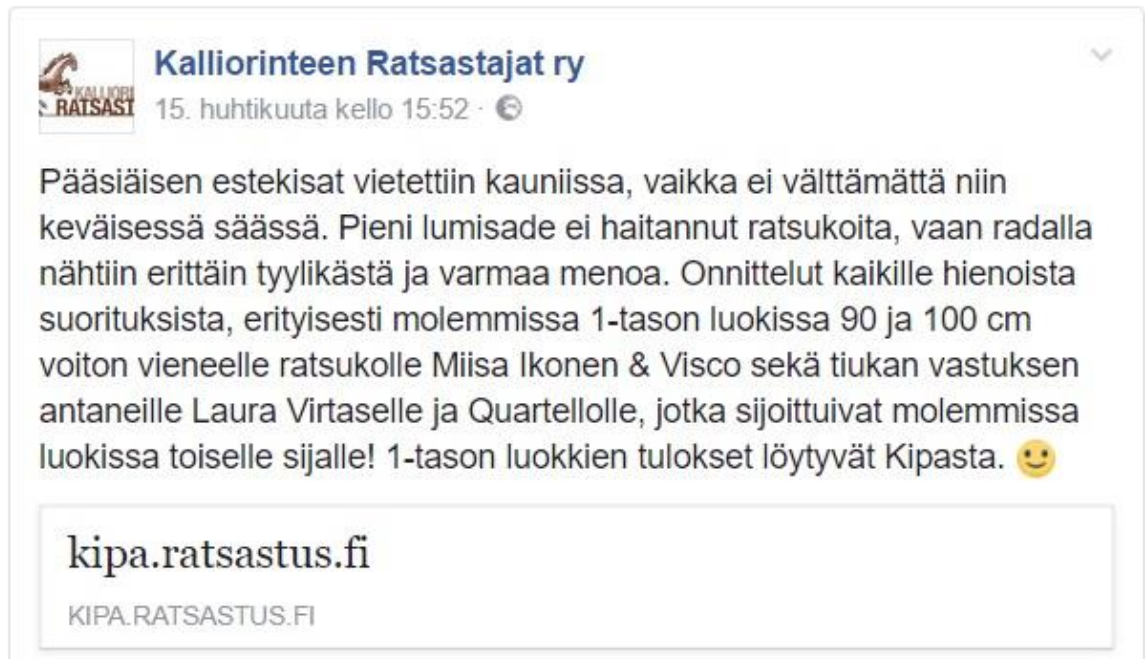 Kalliorinteen Ratsastajat ry
KALLIORI
RATSAST
15. huhtikuuta kello 15:52 ·
Pääsiäisen estekisat vietettiin kauniissa, vaikka ei välttämättä niin
keväisessä säässä. Pieni lumisade ei haitannut ratsukoita, vaan radalla
nähtiin erittäin tyylikästä ja varmaa menoa. Onnittelut kaikille hienoista
suorituksista, erityisesti molemmissa 1-tason luokissa 90 ja 100 cm
voiton vieneelle ratsukolle Miisa Ikonen & Visco sekä tiukan vastuksen
antaneille Laura Virtaselle ja Quartellolle, jotka sijoittuivat molemmissa
luokissa toiselle sijalle! 1-tason luokkien tulokset löytyvät Kipasta. 🙂
kipa.ratsastus.fi
KIPA.RATSASTUS.FI